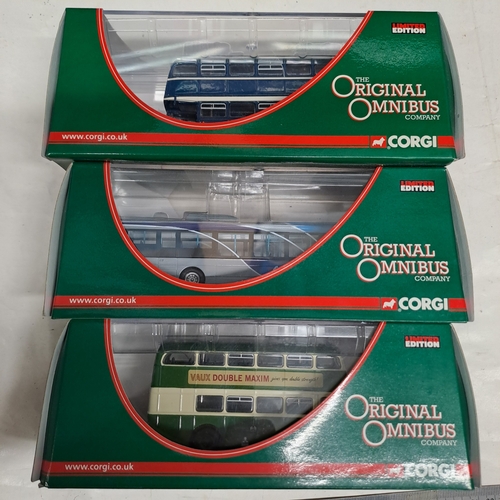 LIMITED
EDITION
THE
ORIGINAL
OMNIBUS
COMPANY
www.corgi.co.uk
CORGI
LIMITED
EDITION
THE
ORIGINAL
OMNIBUS
COMPANY
www.corgi.co.uk
CORGI
LIMITED
EDITION
VAUX DOUBLE MAXIM
THE
ORIGINAL
OMNIBUS
COMPANY
www.corgi.co.uk
CORGI